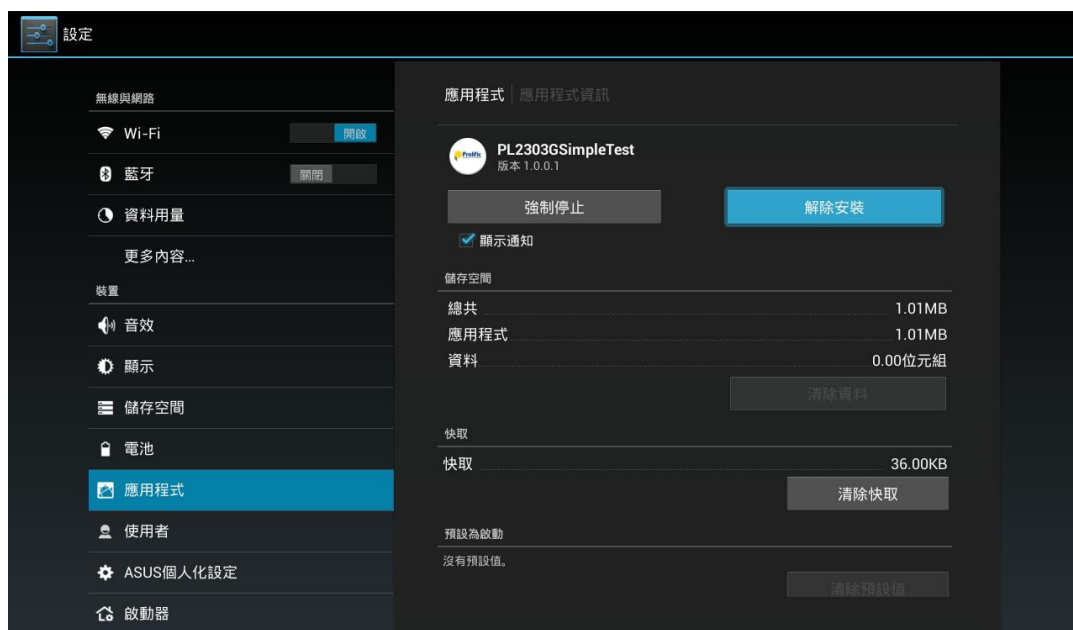 設定
無線與網路
Wi-Fi 開啟
藍牙 關閉
資料用量
更多內容...
裝置
音效
顯示
儲存空間
電池
應用程式
使用者
ASUS個人化設定
啟動器
應用程式 應用程式資訊
Prolific
PL2303GSimpleTest
版本 1.0.0.1
強制停止 解除安裝
顯示通知
儲存空間
總共 1.01MB
應用程式 1.01MB
資料 0.00位元組
清除資料
快取
快取 36.00KB
清除快取
預設為啟動
沒有預設值。
清除預設值